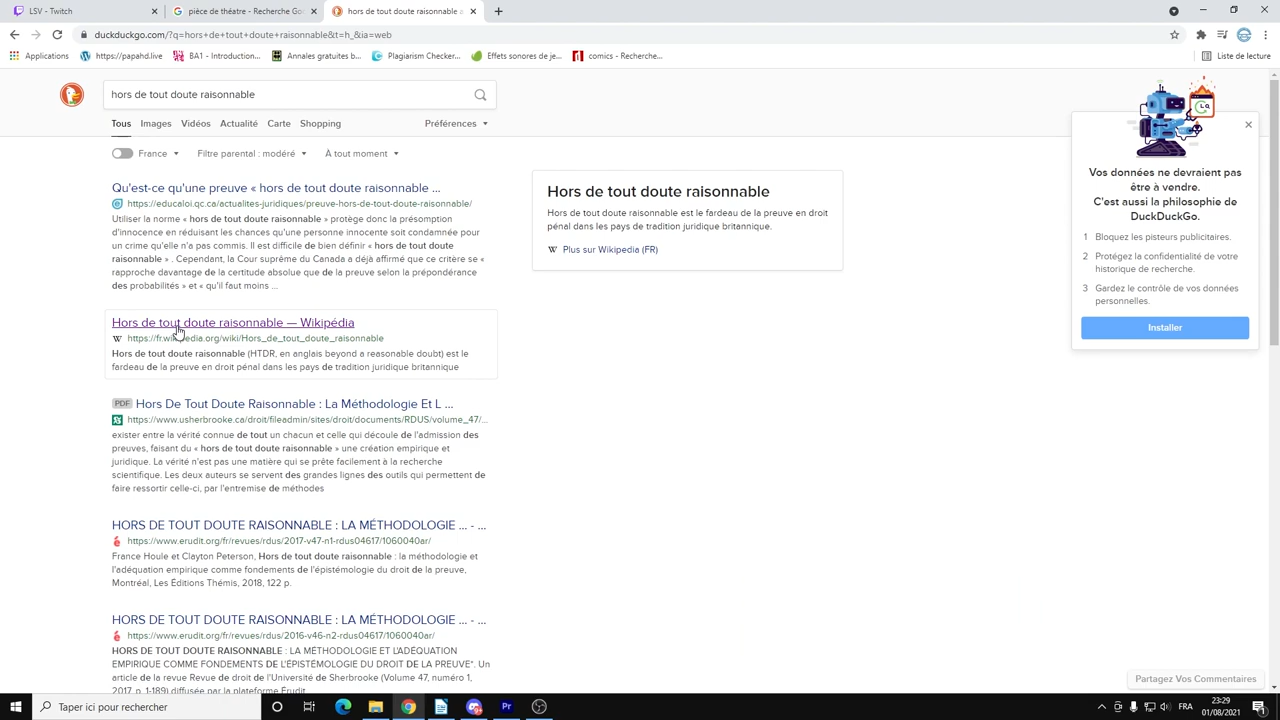 LSV - Twitch
pièce de théatre - Recherche Go
hors de tout doute raisonnable
duckduckgo.com/?q=hors+de+tout+doute+raisonnable&t=h_&ia=web
Applications
https://papahd.live
BA1 - Introduction...
Annales gratuites b...
Plagiarism Checker...
Effets sonores de je...
comics - Recherche...
Liste de lecture
hors de tout doute raisonnable
Tous Images Vidéos Actualité Carte Shopping Préférences
France Filtre parental : modéré À tout moment
Qu'est-ce qu'une preuve « hors de tout doute raisonnable ...
https://educaloi.qc.ca/actualites-juridiques/preuve-hors-de-tout-doute-raisonnable/
Utiliser la norme « hors de tout doute raisonnable » protège donc la présomption
d'innocence en réduisant les chances qu'une personne innocente soit condamnée pour
un crime qu'elle n'a pas commis. Il est difficile de bien définir « hors de tout doute
raisonnable » . Cependant, la Cour suprême du Canada a déjà affirmé que ce critère se «
rapproche davantage de la certitude absolue que de la preuve selon la prépondérance
des probabilités » et « qu'il faut moins ...
Hors de tout doute raisonnable — Wikipédia
https://fr.wikipedia.org/wiki/Hors_de_tout_doute_raisonnable
Hors de tout doute raisonnable (HTDR, en anglais beyond a reasonable doubt) est le
fardeau de la preuve en droit pénal dans les pays de tradition juridique britannique
PDF Hors De Tout Doute Raisonnable : La Méthodologie Et L ...
https://www.usherbrooke.ca/droit/fileadmin/sites/droit/documents/RDUS/volume_47/...
exister entre la vérité connue de tout un chacun et celle qui découle de l'admission des
preuves, faisant du « hors de tout doute raisonnable » une création empirique et
juridique. La vérité n'est pas une matière qui se prête facilement à la recherche
scientifique. Les deux auteurs se servent des grandes lignes des outils qui permettent de
faire ressortir celle-ci, par l'entremise de méthodes
HORS DE TOUT DOUTE RAISONNABLE : LA MÉTHODOLOGIE ... - ...
https://www.erudit.org/fr/revues/rdus/2017-v47-n1-rdus04617/1060040ar/
France Houle et Clayton Peterson, Hors de tout doute raisonnable : la méthodologie et
l'adéquation empirique comme fondements de l'épistémologie du droit de la preuve,
Montréal, Les Éditions Thémis, 2018, 122 p.
HORS DE TOUT DOUTE RAISONNABLE : LA MÉTHODOLOGIE ... - ...
https://www.erudit.org/fr/revues/rdus/2016-v46-n2-rdus04617/1060040ar/
HORS DE TOUT DOUTE RAISONNABLE : LA MÉTHODOLOGIE ET L'ADÉQUATION
EMPIRIQUE COMME FONDEMENTS DE L'ÉPISTÉMOLOGIE DU DROIT DE LA PREUVE*. Un
article de la revue Revue de droit de l'Université de Sherbrooke (Volume 47, numéro 1,
2017, p. 1-189) diffusée par la plateforme Érudit.
Hors de tout doute raisonnable
Hors de tout doute raisonnable est le fardeau de la preuve en droit
pénal dans les pays de tradition juridique britannique.
W Plus sur Wikipedia (FR)
Vos données ne devraient pas
être à vendre.
C'est aussi la philosophie de
DuckDuckGo.
1 Bloquez les pisteurs publicitaires.
2 Protégez la confidentialité de votre
historique de recherche.
3 Gardez le contrôle de vos données
personnelles.
Installer
Partagez Vos Commentaires
Taper ici pour rechercher
FRA
23:29
01/08/2021